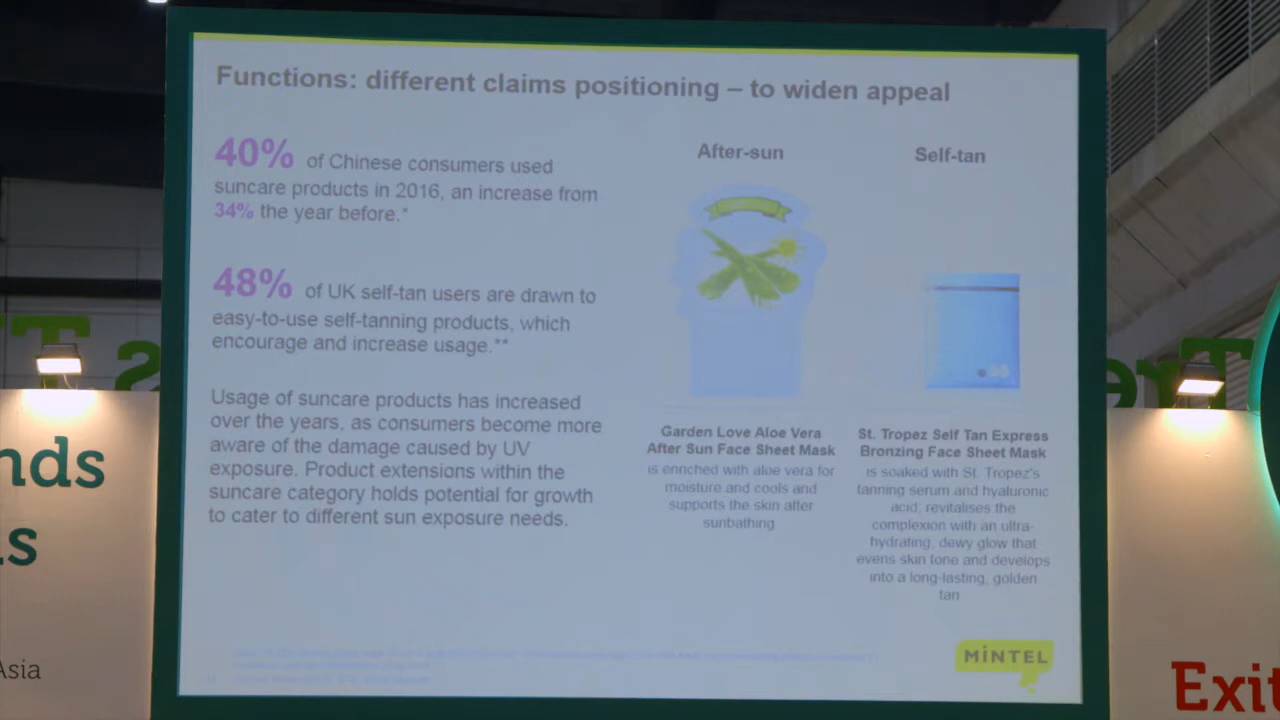 Functions: different claims positioning – to widen appeal
40% of Chinese consumers used
suncare products in 2016, an increase from
34% the year before.*
48% of UK self-tan users are drawn to
easy-to-use self-tanning products, which
encourage and increase usage.**
Usage of suncare products has increased
over the years, as consumers become more
aware of the damage caused by UV
exposure. Product extensions within the
suncare category holds potential for growth
to cater to different sun exposure needs.
After-sun
Garden Love Aloe Vera
After Sun Face Sheet Mask
is enriched with aloe vera for
moisture and cools and
supports the skin after
sunbathing
Self-tan
St. Tropez Self Tan Express
Bronzing Face Sheet Mask
is soaked with St. Tropez's
tanning serum and hyaluronic
acid; revitalises the
complexion with an ultra-
hydrating, dewy glow that
evens skin tone and develops
into a long-lasting, golden
tan
MiNTEL
nds
s
Asia
Exit